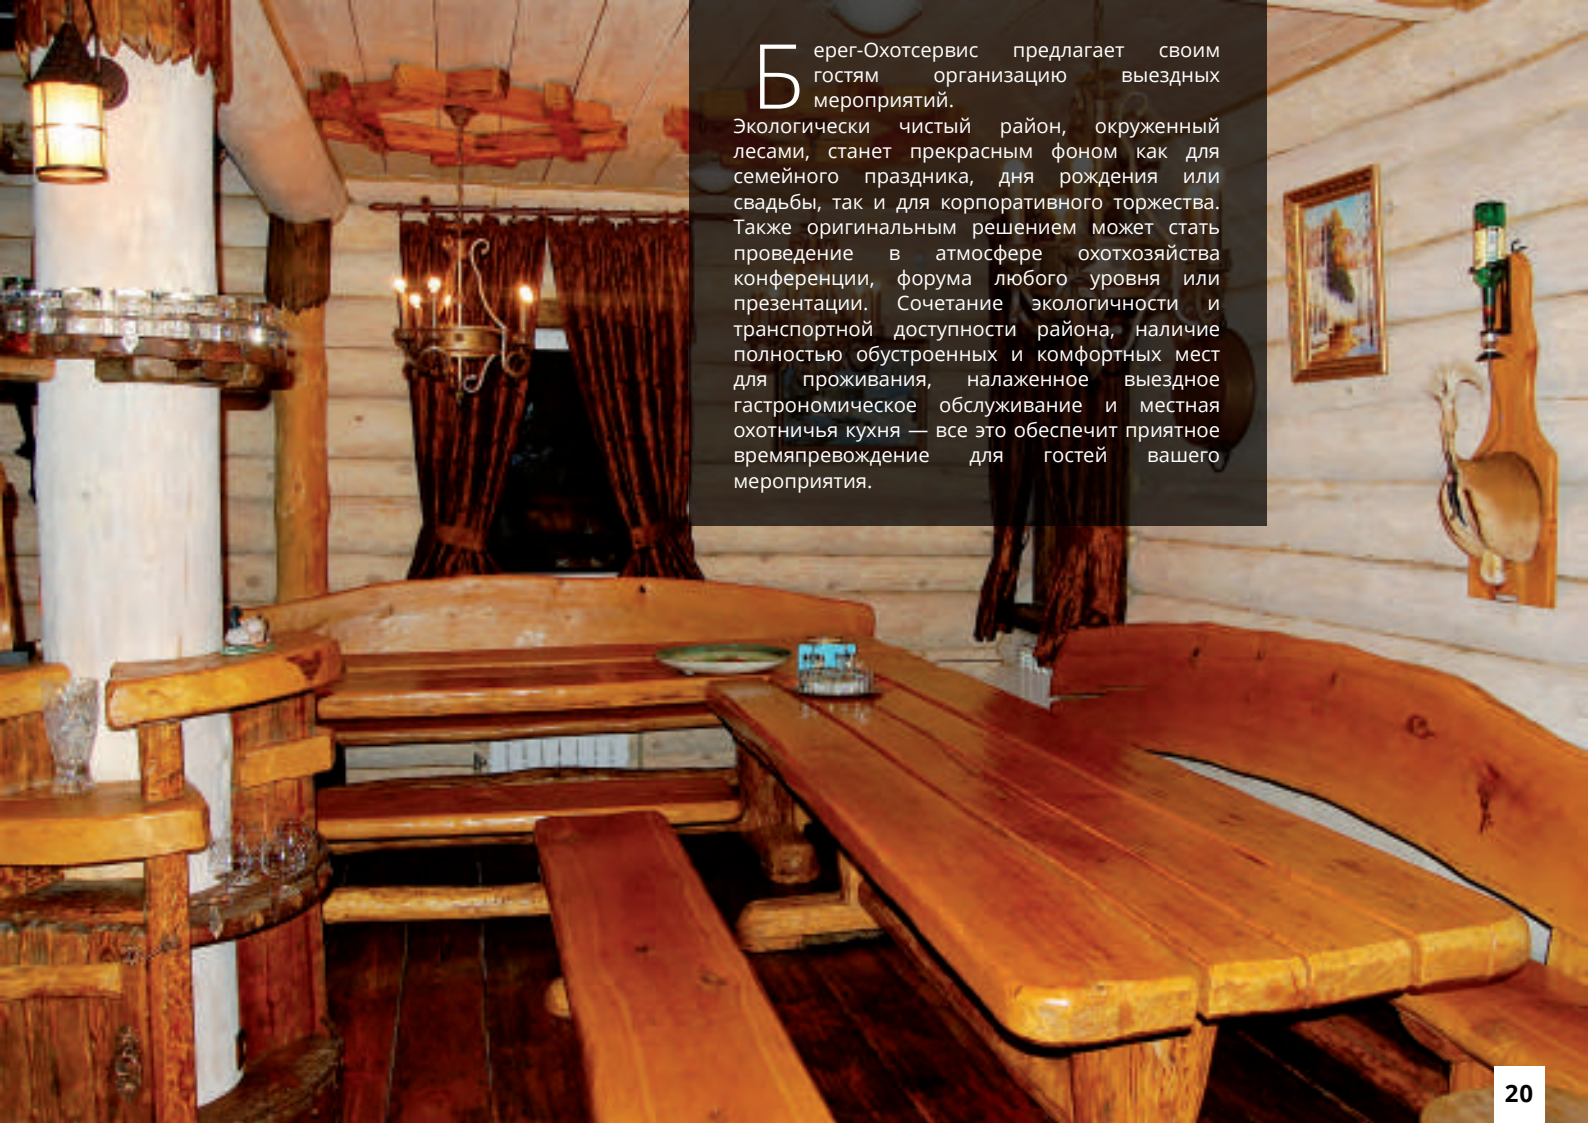 Берег-Охотсервис предлагает своим
гостям организацию выездных
мероприятий.
Экологически чистый район, окруженный
лесами, станет прекрасным фоном как для
семейного праздника, дня рождения или
свадьбы, так и для корпоративного торжества.
Также оригинальным решением может стать
проведение в атмосфере охотхозяйства
конференции, форума любого уровня или
презентации. Сочетание экологичности и
транспортной доступности района, наличие
полностью обустроенных и комфортных мест
для проживания, налаженное выездное
гастрономическое обслуживание и местная
охотничья кухня — все это обеспечит приятное
времяпревождение для гостей вашего
мероприятия.
20